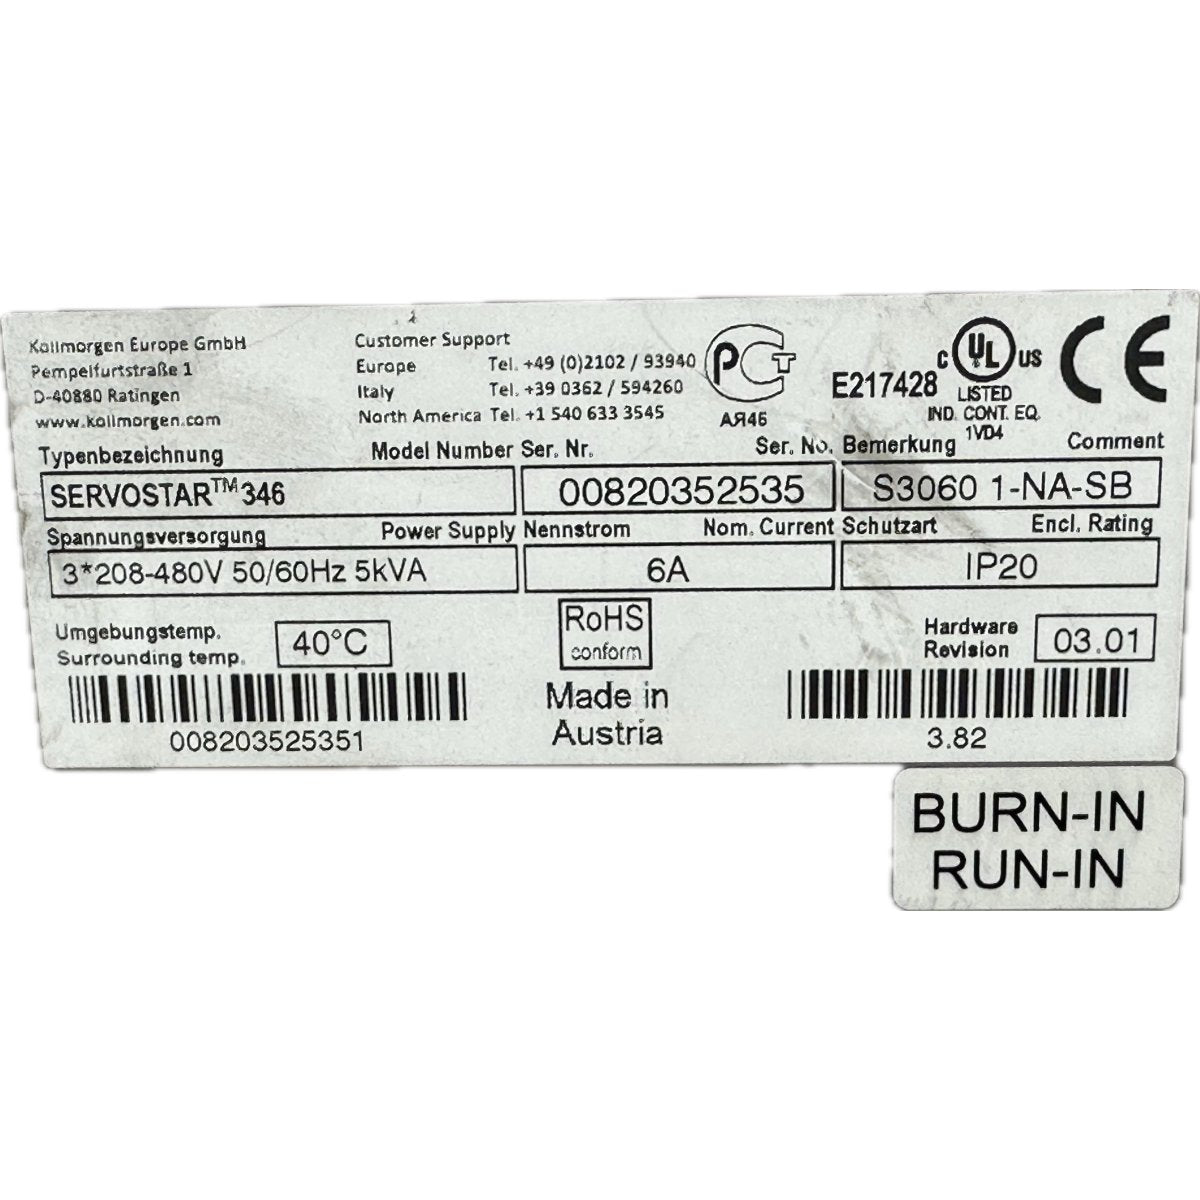 Kollmorgen Europe GmbH
Pempelfurtstraße 1
D-40880 Ratingen
www.kollmorgen.com
Customer Support
Europe Tel. +49 (0)2102 / 93940
Italy Tel. +39 0362 / 594260
North America Tel. +1 540 633 3545
PCT
АЯ46
E217428
C UL US
LISTED
IND. CONT. EQ.
1VD4
CE
Typenbezeichnung Model Number Ser. Nr. Ser. No. Bemerkung Comment
SERVOSTAR™ 346 00820352535 S3060 1-NA-SB
Spannungsversorgung Power Supply Nennstrom Nom. Current Schutzart Encl. Rating
3*208-480V 50/60Hz 5kVA 6A IP20
Umgebungstemp.
Surrounding temp.
40°C
RoHS
conform
Hardware
Revision
03.01
008203525351
Made in
Austria
3.82
BURN-IN
RUN-IN